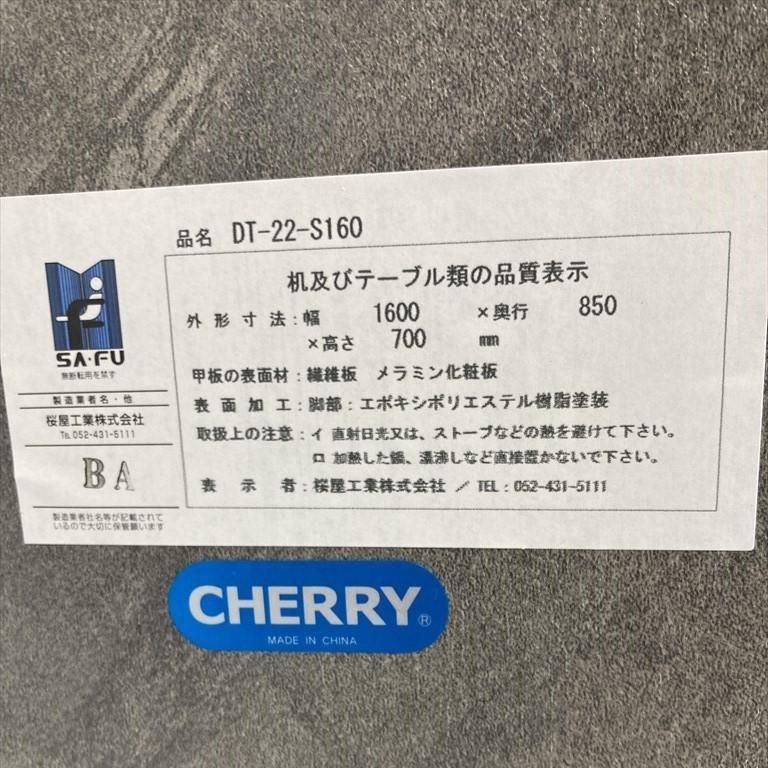 品名 DT-22-S160
机及びテーブル類の品質表示
外形寸法:幅 1600 ×奥行 850
×高さ 700 mm
甲板の表面材:繊維板 メラミン化粧板
表面加工:脚部:エポキシポリエステル樹脂塗装
取扱上の注意:イ 直射日光又は、ストーブなどの熱を避けて下さい。
ロ 加熱した鍋、湯沸しなど直接置かないで下さい。
表示者:桜屋工業株式会社 / TEL:052-431-5111
SA・FU
無断転用を禁ず
製造業者名・他
桜屋工業株式会社
TEL 052-431-5111
BA
製造業者社名等が記載されて
いるので大切に保管願います
CHERRY®
MADE IN CHINA